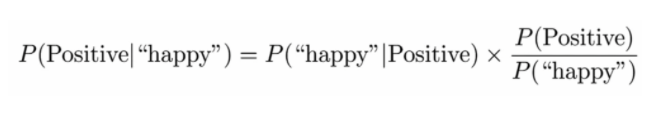 P(Positive|“happy”) = P(“happy”|Positive) × P(Positive) / P(“happy”)